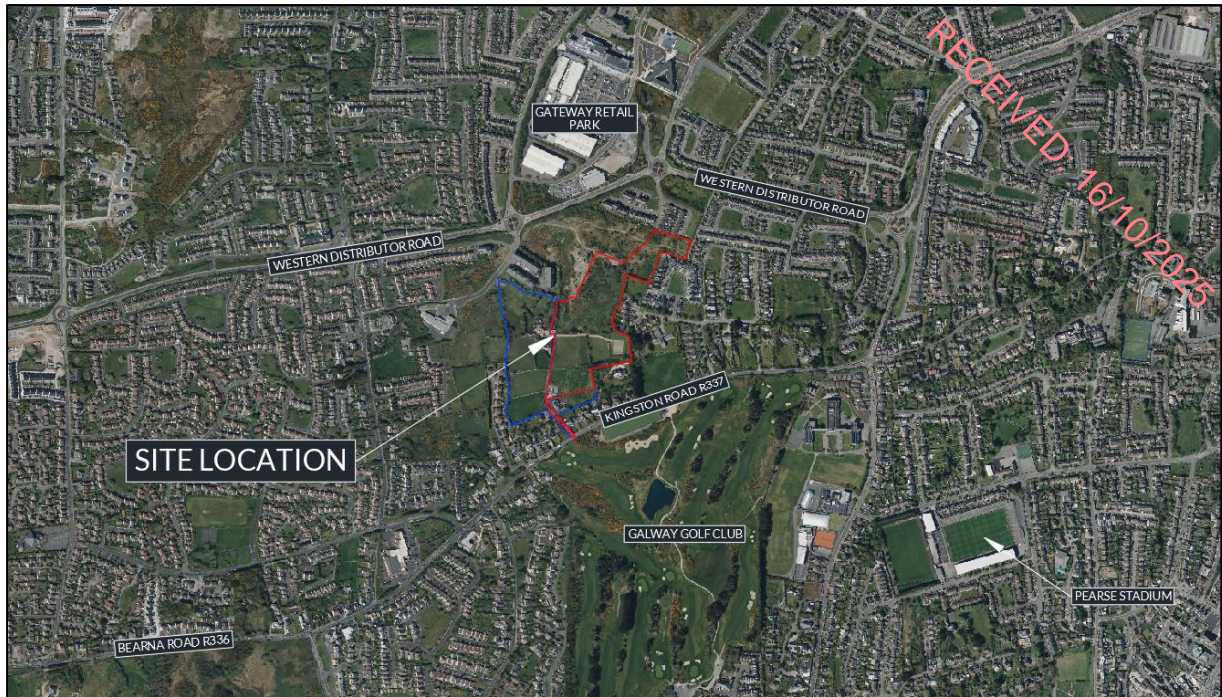 GATEWAY RETAIL
PARK
RECEIVED: 16/10/2025
WESTERN DISTRIBUTOR ROAD
WESTERN DISTRIBUTOR ROAD
KINGSTON ROAD R337
SITE LOCATION
GALWAY GOLF CLUB
PEARSE STADIUM
BEARNA ROAD R336